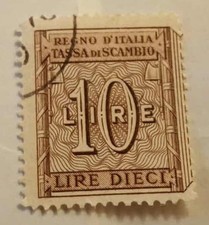 REGNO D'ITALIA
TASSA DI SCAMBIO
LIRE
10
LIRE DIECI